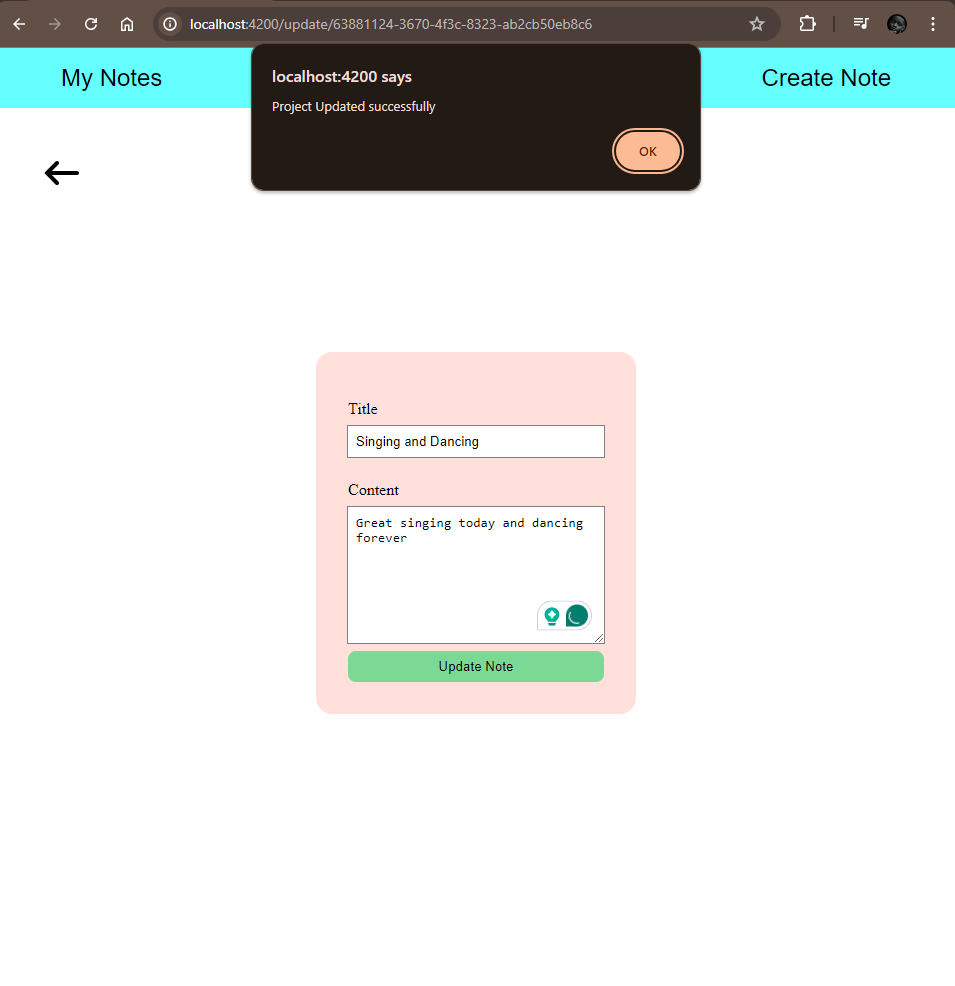 localhost:4200/update/63881124-3670-4f3c-8323-ab2cb50eb8c6
My Notes
Create Note
localhost:4200 says
Project Updated successfully
OK
Title
Singing and Dancing
Content
Great singing today and dancing
forever
Update Note